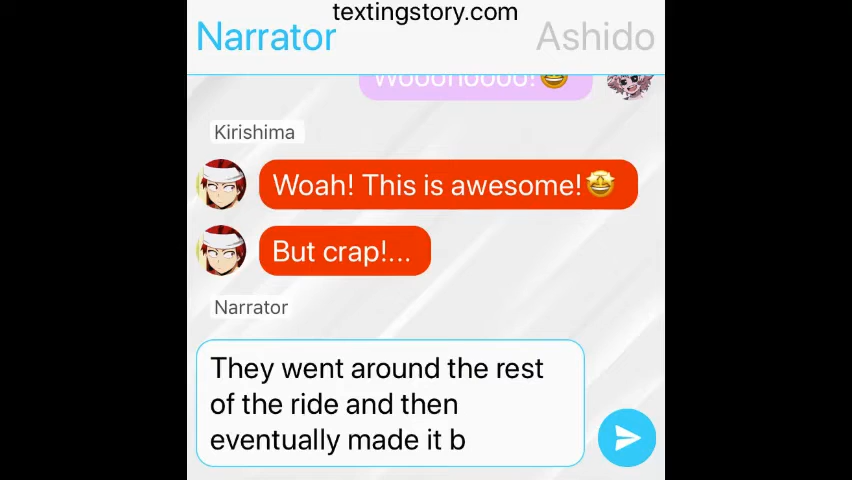 textingstory.com
Narrator
Ashido
Wooohoooo!
Kirishima
Woah! This is awesome!🤩
But crap!...
Narrator
They went around the rest
of the ride and then
eventually made it b